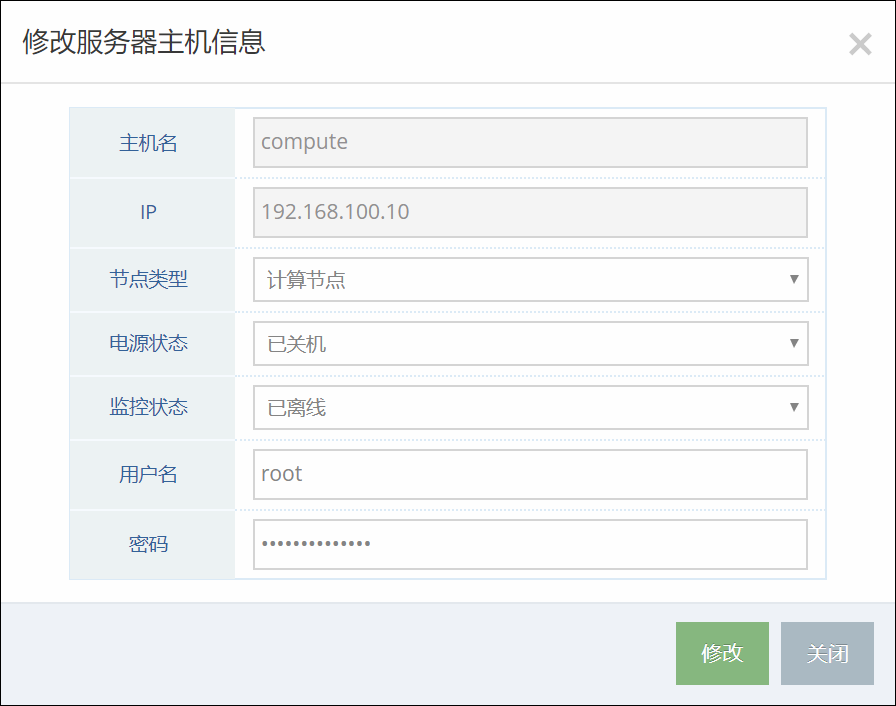 修改服务器主机信息
主机名 compute
IP 192.168.100.10
节点类型 计算节点
电源状态 已关机
监控状态 已离线
用户名 root
密码 ••••••••••••••
修改 关闭